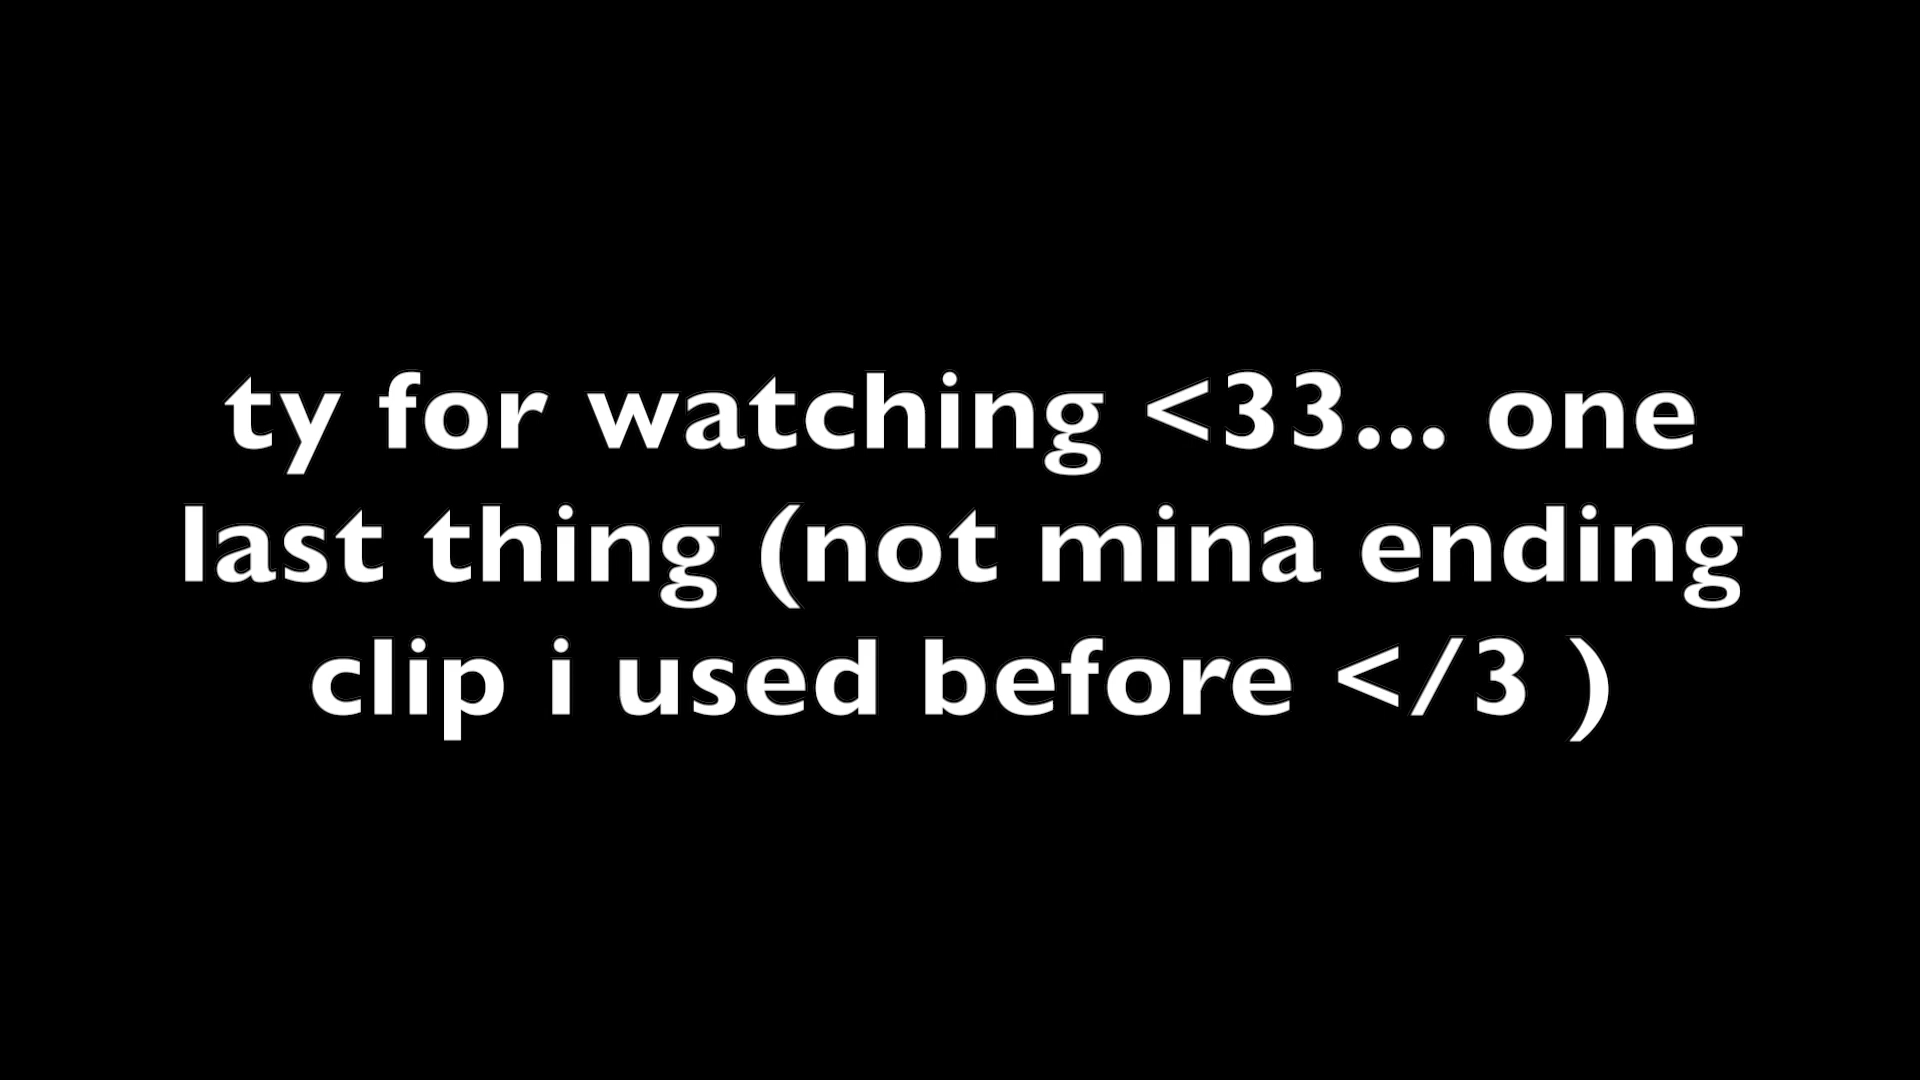 ty for watching <33... one
last thing (not mina ending
clip i used before </3 )